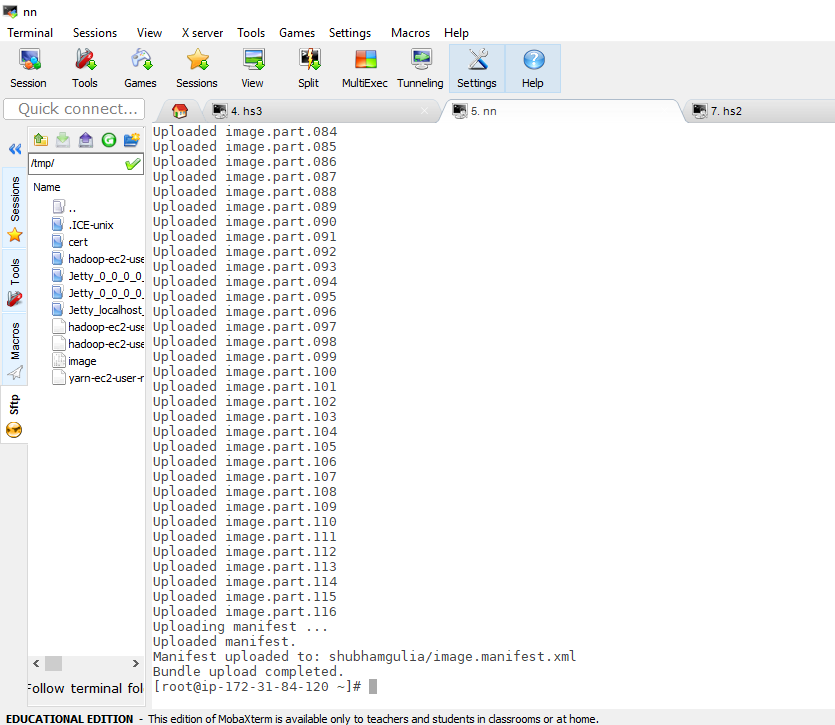 nn
Terminal Sessions View X server Tools Games Settings Macros Help
Session Tools Games Sessions View Split MultiExec Tunneling Settings Help
Quick connect...
4. hs3
5. nn
7. hs2
/tmp/
Name
..
.ICE-unix
cert
hadoop-ec2-use
Jetty_0_0_0_0_
Jetty_0_0_0_0_
Jetty_localhost_
hadoop-ec2-use
hadoop-ec2-use
image
yarn-ec2-user-r
Follow terminal fol
Sessions
Tools
Macros
Sftp
Uploaded image.part.084
Uploaded image.part.085
Uploaded image.part.086
Uploaded image.part.087
Uploaded image.part.088
Uploaded image.part.089
Uploaded image.part.090
Uploaded image.part.091
Uploaded image.part.092
Uploaded image.part.093
Uploaded image.part.094
Uploaded image.part.095
Uploaded image.part.096
Uploaded image.part.097
Uploaded image.part.098
Uploaded image.part.099
Uploaded image.part.100
Uploaded image.part.101
Uploaded image.part.102
Uploaded image.part.103
Uploaded image.part.104
Uploaded image.part.105
Uploaded image.part.106
Uploaded image.part.107
Uploaded image.part.108
Uploaded image.part.109
Uploaded image.part.110
Uploaded image.part.111
Uploaded image.part.112
Uploaded image.part.113
Uploaded image.part.114
Uploaded image.part.115
Uploaded image.part.116
Uploading manifest ...
Uploaded manifest.
Manifest uploaded to: shubhamgulia/image.manifest.xml
Bundle upload completed.
[root@ip-172-31-84-120 ~]#
EDUCATIONAL EDITION - This edition of MobaXterm is available only to teachers and students in classrooms or at home.